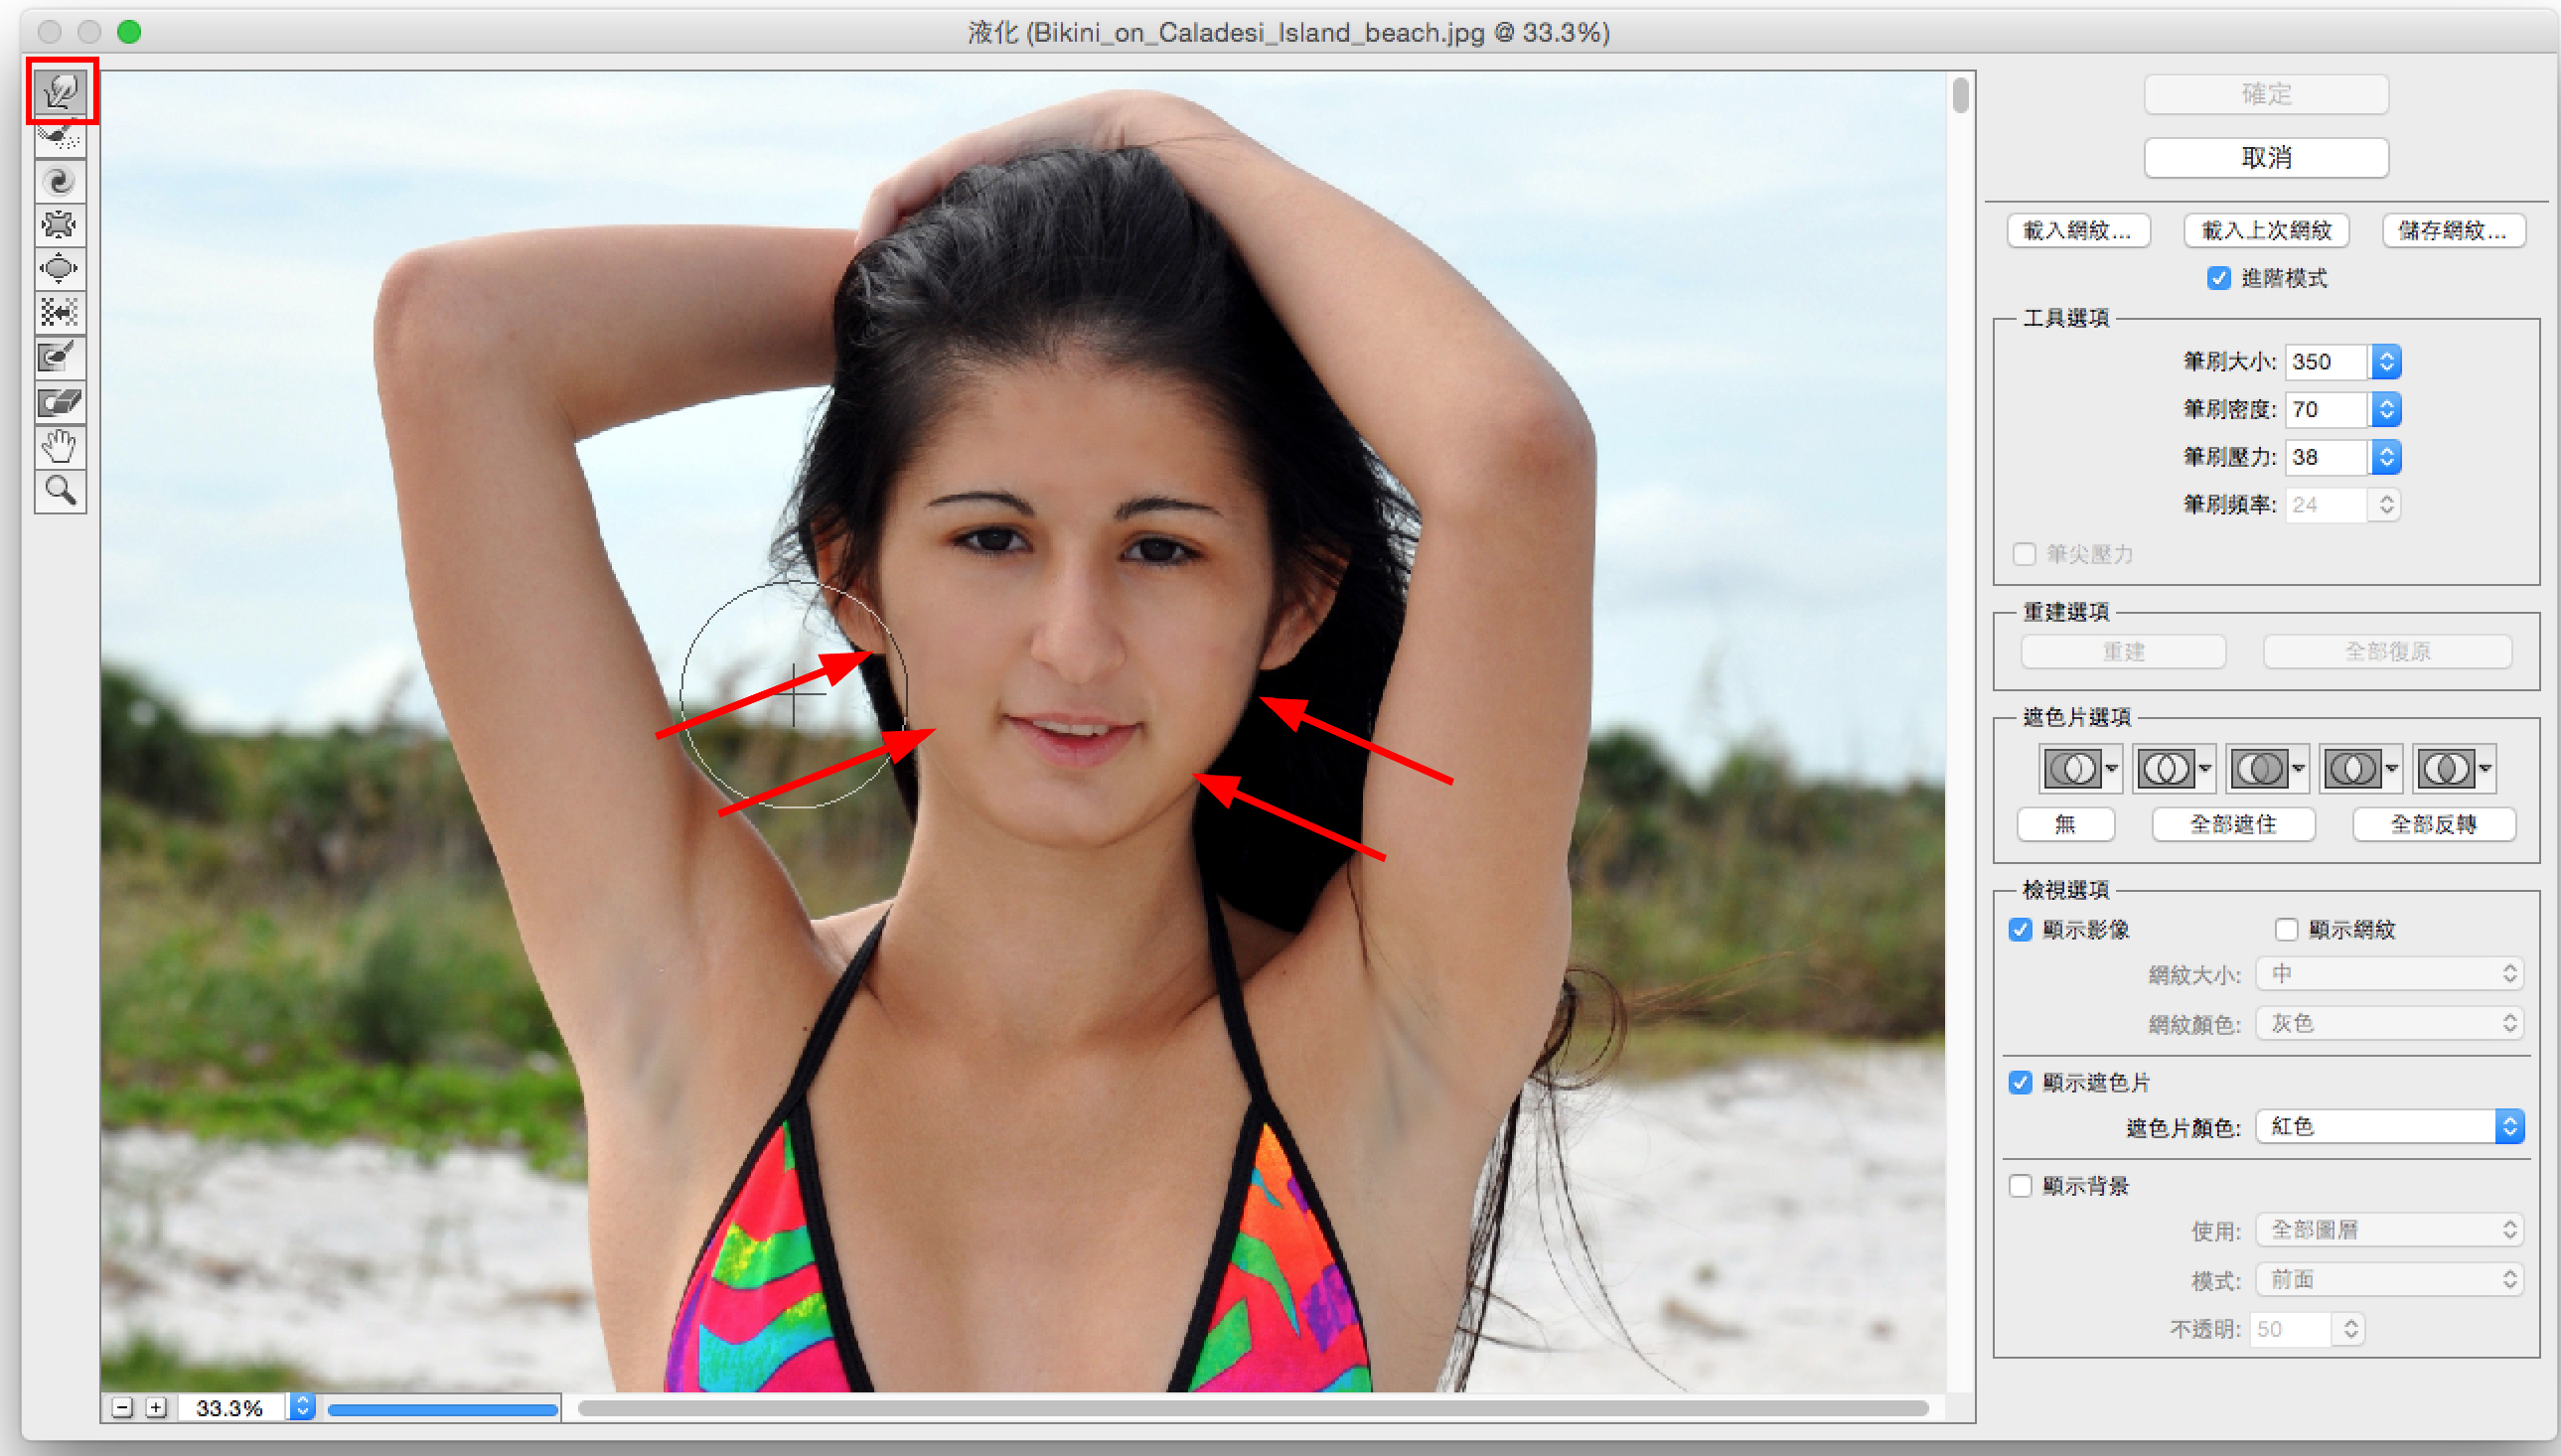 液化 (Bikini_on_Caladesi_Island_beach.jpg @ 33.3%)
確定
取消
載入網紋... 載入上次網紋 儲存網紋...
進階模式
工具選項
筆刷大小: 350
筆刷密度: 70
筆刷壓力: 38
筆刷頻率: 24
筆尖壓力
重建選項
重建 全部復原
遮色片選項
無 全部遮住 全部反轉
檢視選項
顯示影像 顯示網紋
網紋大小: 中
網紋顏色: 灰色
顯示遮色片
遮色片顏色: 紅色
顯示背景
使用: 全部圖層
模式: 前面
不透明: 50
33.3%